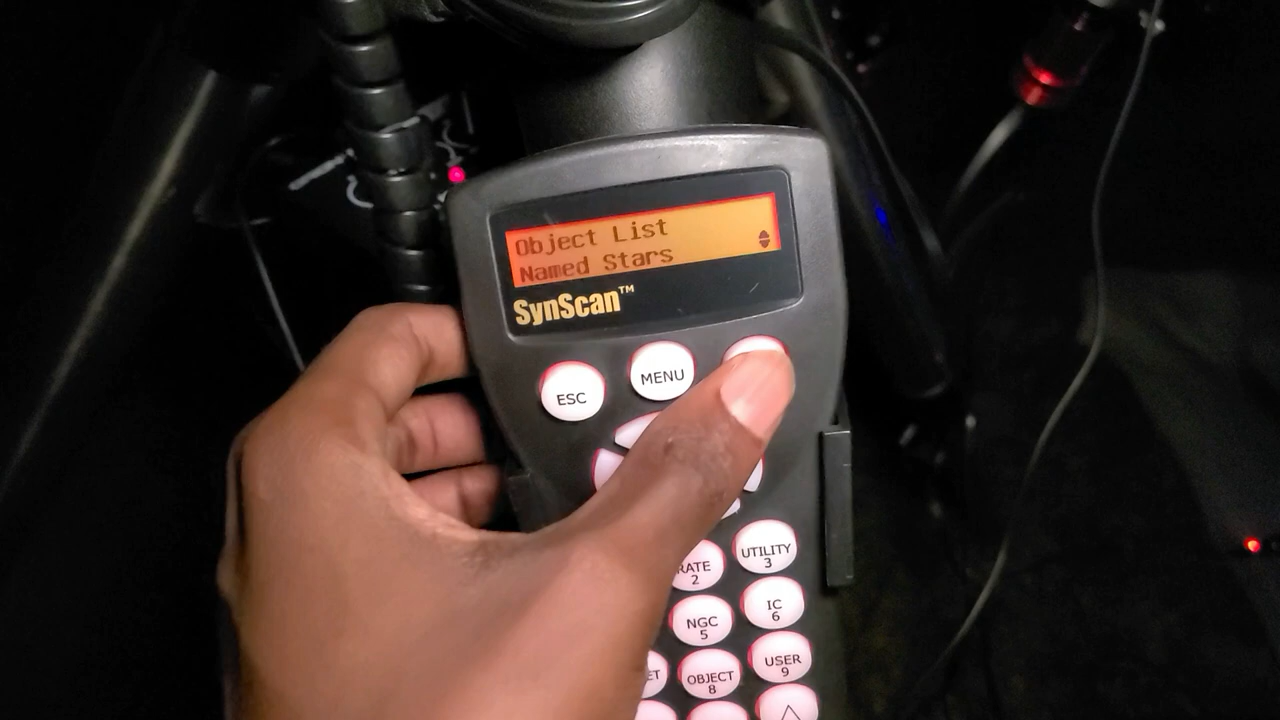 Object List
Named Stars
SynScan™
ESC
MENU
RATE
2
UTILITY
3
NGC
5
IC
6
ET
OBJECT
8
USER
9